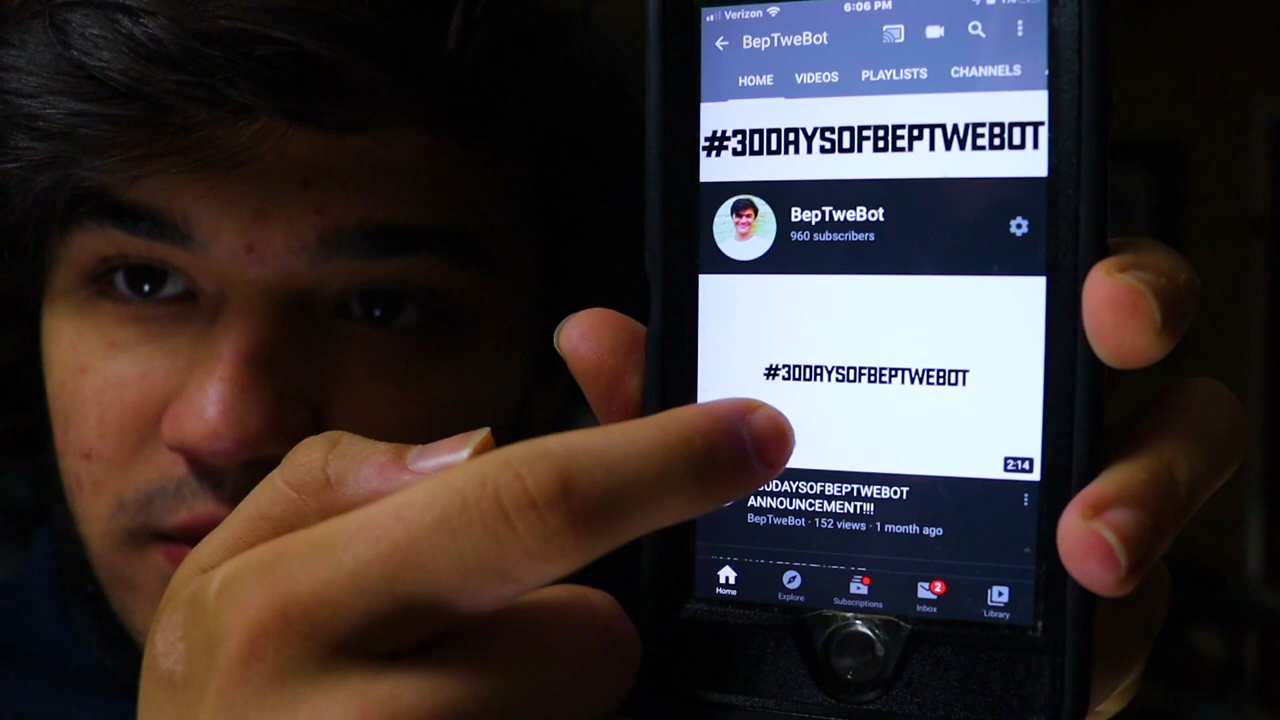 Verizon 6:06 PM
BepTweBot
HOME VIDEOS PLAYLISTS CHANNELS
#30DAYSOFBEPTWEBOT
BepTweBot
960 subscribers
#30DAYSOFBEPTWEBOT
2:14
30DAYSOFBEPTWEBOT
ANNOUNCEMENT!!!
BepTweBot · 152 views · 1 month ago
2
Home Explore Subscriptions Inbox Library